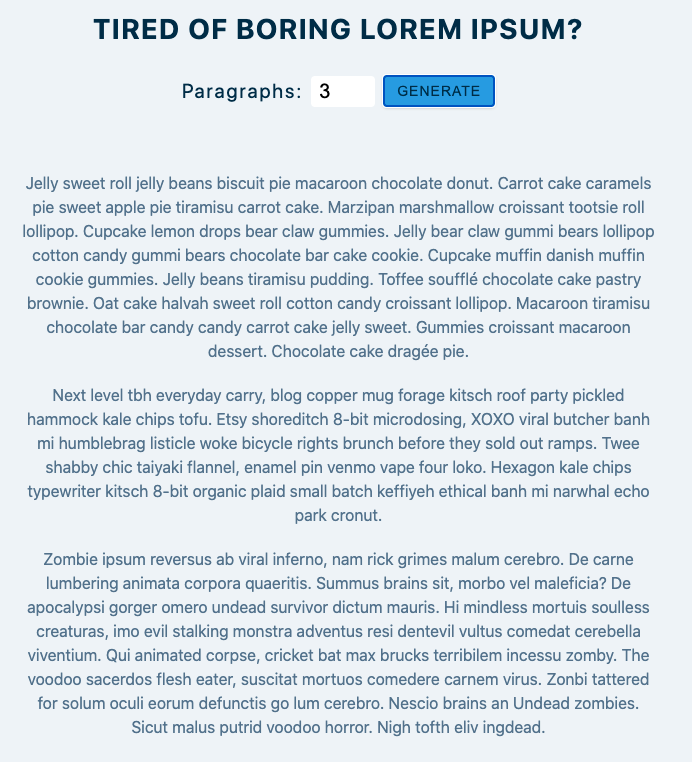 TIRED OF BORING LOREM IPSUM?
Paragraphs: 3 GENERATE
Jelly sweet roll jelly beans biscuit pie macaroon chocolate donut. Carrot cake caramels
pie sweet apple pie tiramisu carrot cake. Marzipan marshmallow croissant tootsie roll
lollipop. Cupcake lemon drops bear claw gummies. Jelly bear claw gummi bears lollipop
cotton candy gummi bears chocolate bar cake cookie. Cupcake muffin danish muffin
cookie gummies. Jelly beans tiramisu pudding. Toffee soufflé chocolate cake pastry
brownie. Oat cake halvah sweet roll cotton candy croissant lollipop. Macaroon tiramisu
chocolate bar candy candy carrot cake jelly sweet. Gummies croissant macaroon
dessert. Chocolate cake dragée pie.
Next level tbh everyday carry, blog copper mug forage kitsch roof party pickled
hammock kale chips tofu. Etsy shoreditch 8-bit microdosing, XOXO viral butcher banh
mi humblebrag listicle woke bicycle rights brunch before they sold out ramps. Twee
shabby chic taiyaki flannel, enamel pin venmo vape four loko. Hexagon kale chips
typewriter kitsch 8-bit organic plaid small batch keffiyeh ethical banh mi narwhal echo
park cronut.
Zombie ipsum reversus ab viral inferno, nam rick grimes malum cerebro. De carne
lumbering animata corpora quaeritis. Summus brains sit, morbo vel maleficia? De
apocalypsi gorger omero undead survivor dictum mauris. Hi mindless mortuis soulless
creaturas, imo evil stalking monstra adventus resi dentevil vultus comedat cerebella
viventium. Qui animated corpse, cricket bat max brucks terribilem incessu zomby. The
voodoo sacerdos flesh eater, suscitat mortuos comedere carnem virus. Zonbi tattered
for solum oculi eorum defunctis go lum cerebro. Nescio brains an Undead zombies.
Sicut malus putrid voodoo horror. Nigh tofth eliv ingdead.